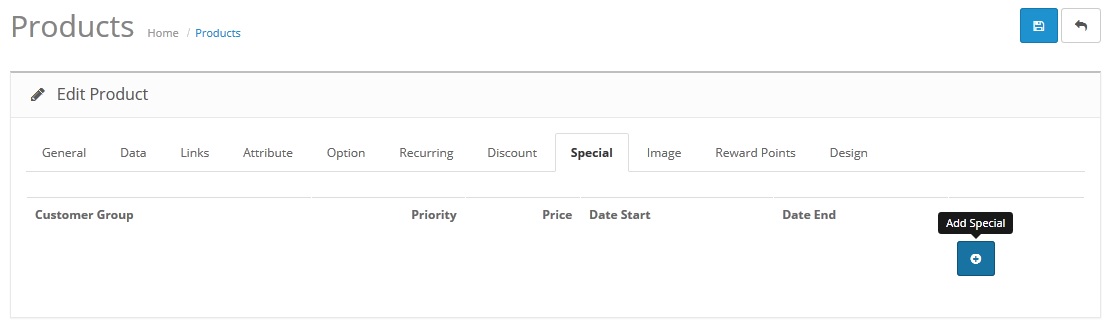 Products Home / Products
Edit Product
General Data Links Attribute Option Recurring Discount Special Image Reward Points Design
Customer Group Priority Price Date Start Date End
Add Special